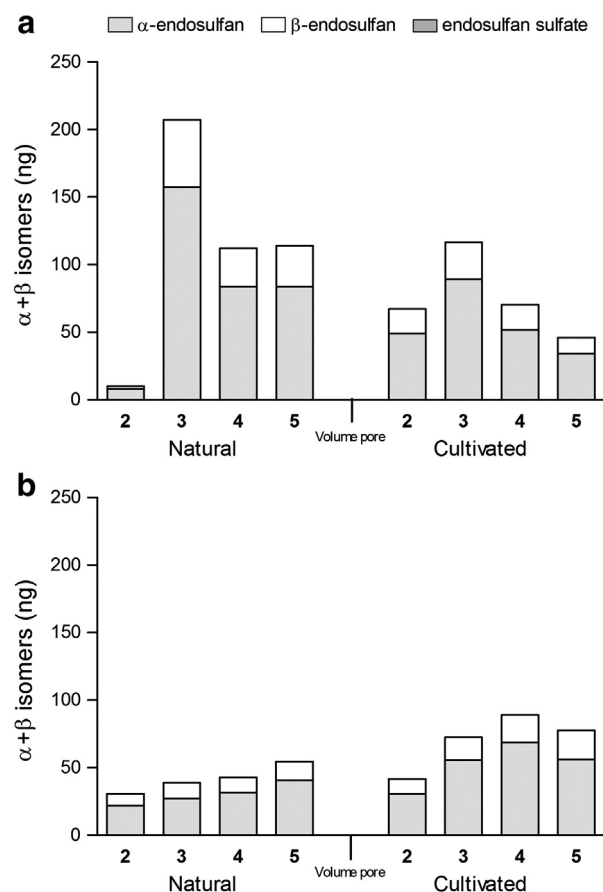 a
α-endosulfan β-endosulfan endosulfan sulfate
α+β isomers (ng)
250
200
150
100
50
0
2 3 4 5 2 3 4 5
Natural Volume pore Cultivated
b
α+β isomers (ng)
250
200
150
100
50
0
2 3 4 5 2 3 4 5
Natural Volume pore Cultivated